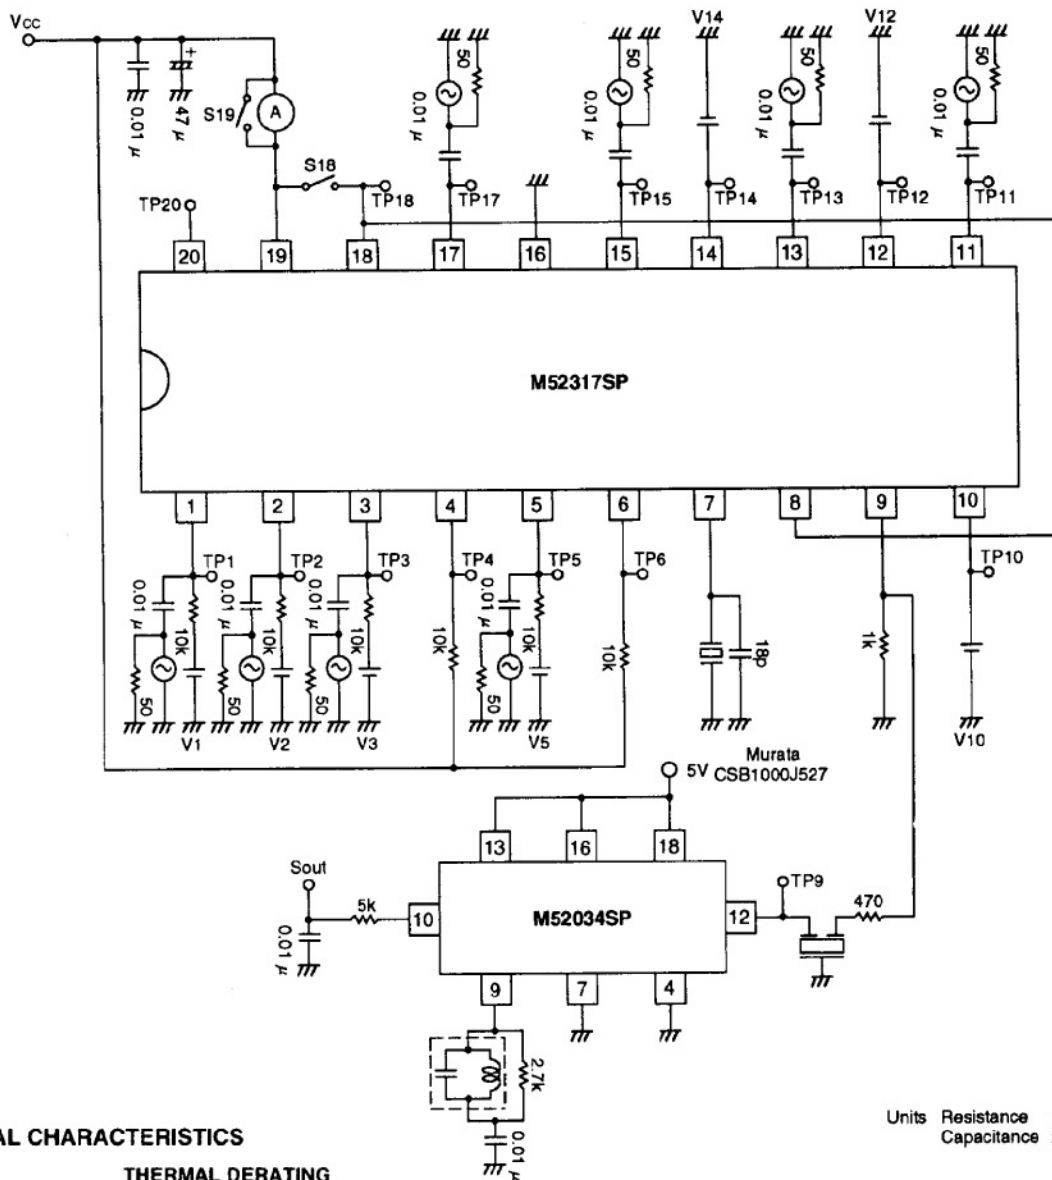 Vcc
V14
V12
50
50
50
50
0.01 µ
47 µ
S19
A
0.01 µ
0.01 µ
0.01 µ
0.01 µ
S18
TP20
TP18
TP17
TP15
TP14
TP13
TP12
TP11
20
19
18
17
16
15
14
13
12
11
M52317SP
1
2
3
4
5
6
7
8
9
10
TP1
TP2
TP3
TP4
TP5
TP6
TP10
0.01 µ
10k
0.01 µ
10k
0.01 µ
10k
10k
0.01 µ
10k
10k
18p
1k
50
50
50
50
V1
V2
V3
V5
V10
5V
Murata
CSB1000J527
13
16
18
Sout
5k
10
M52034SP
12
TP9
470
0.01 µ
9
7
4
2.7k
0.01 µ
Units Resistance
Capacitance :
AL CHARACTERISTICS
THERMAL DERATING